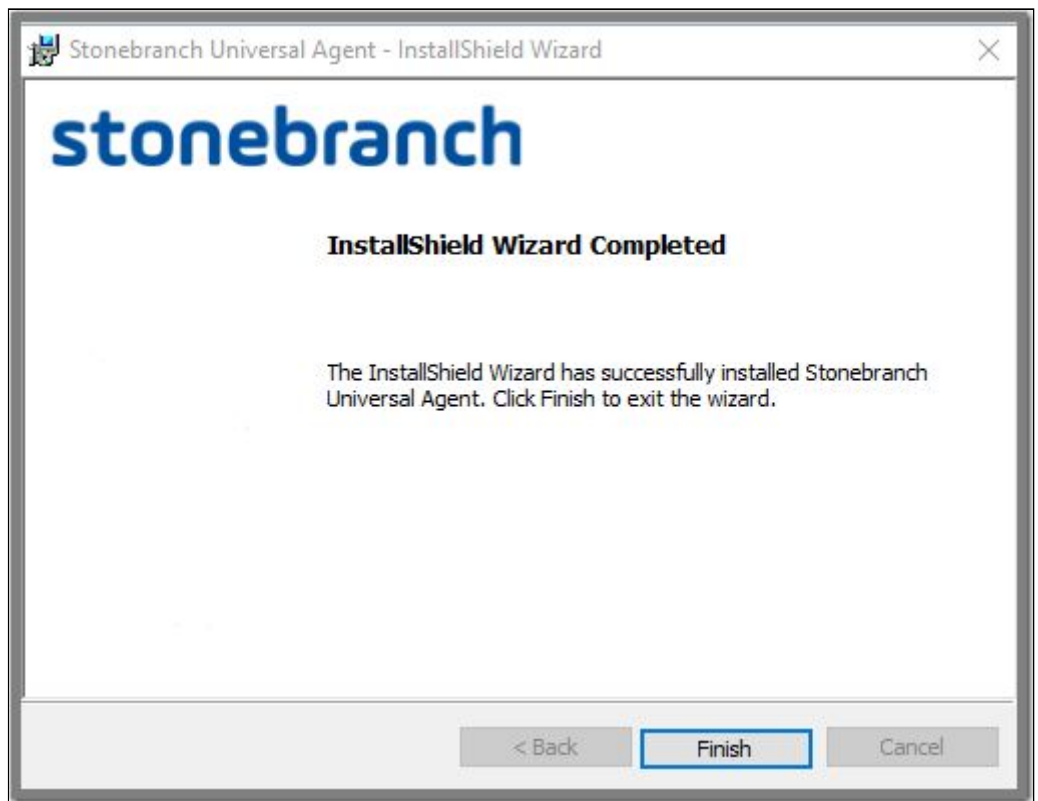 Stonebranch Universal Agent - InstallShield Wizard
stonebranch
InstallShield Wizard Completed
The InstallShield Wizard has successfully installed Stonebranch
Universal Agent. Click Finish to exit the wizard.
< Back Finish Cancel